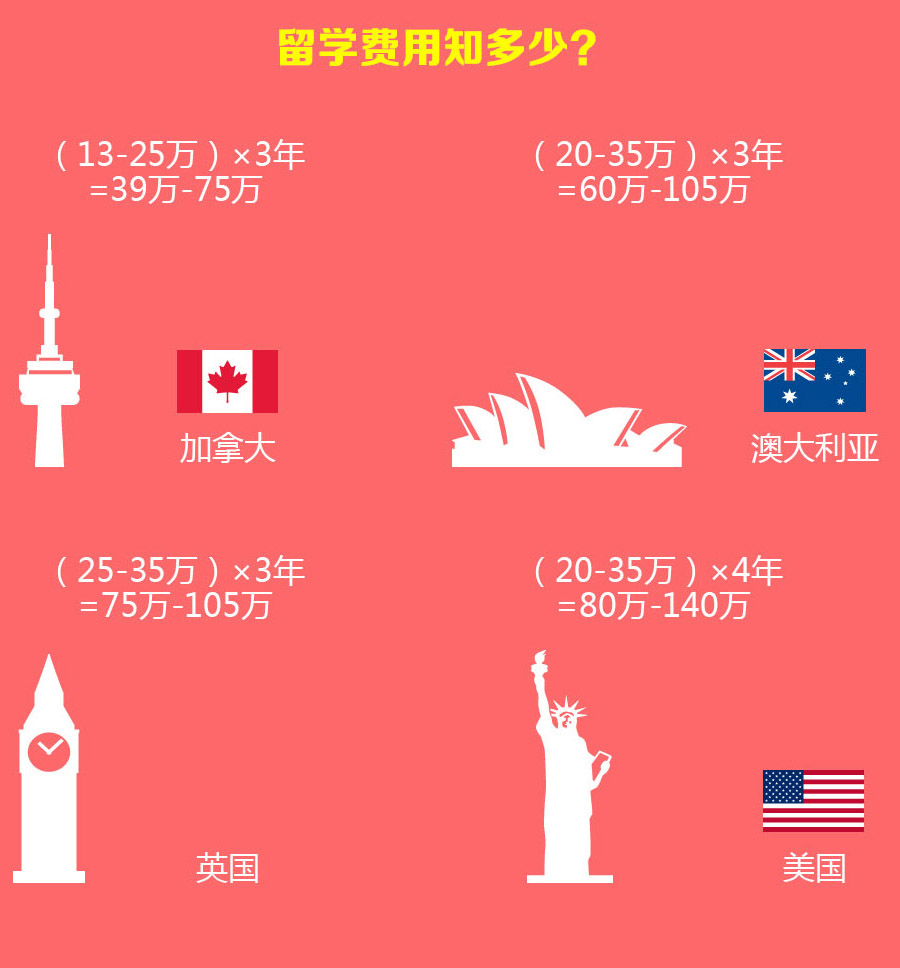 留学费用知多少?
（13-25万）×3年
=39万-75万
（20-35万）×3年
=60万-105万
加拿大
澳大利亚
（25-35万）×3年
=75万-105万
（20-35万）×4年
=80万-140万
英国
美国